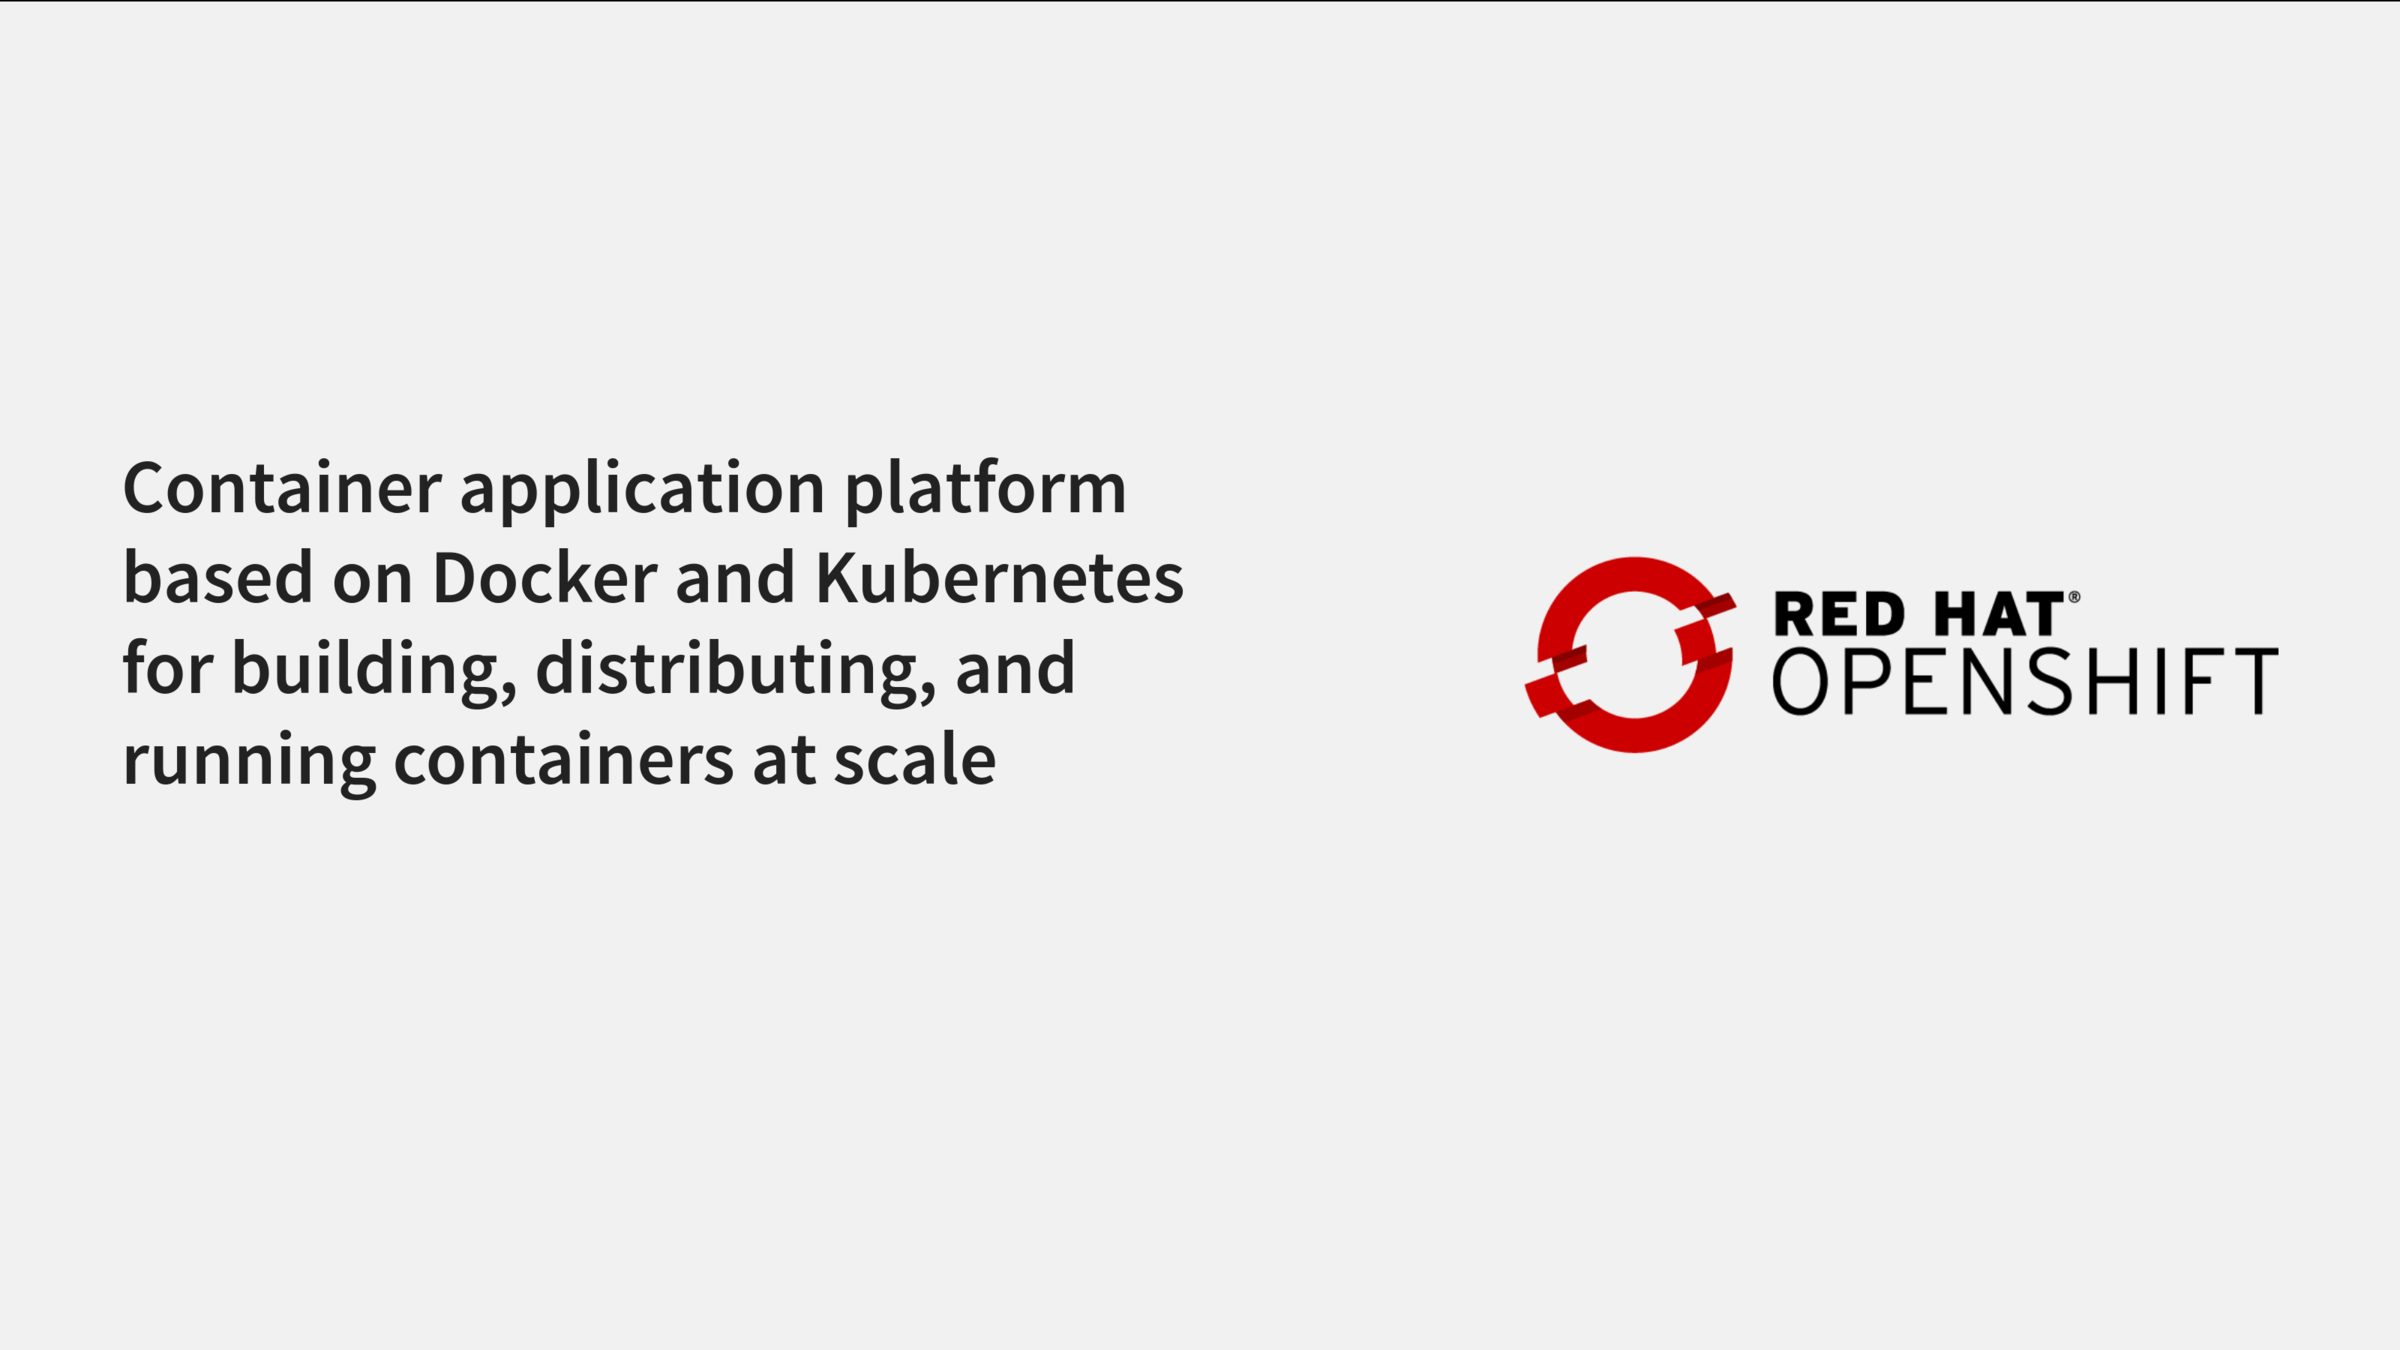 Container application platform
based on Docker and Kubernetes
for building, distributing, and
running containers at scale
RED HAT®
OPENSHIFT